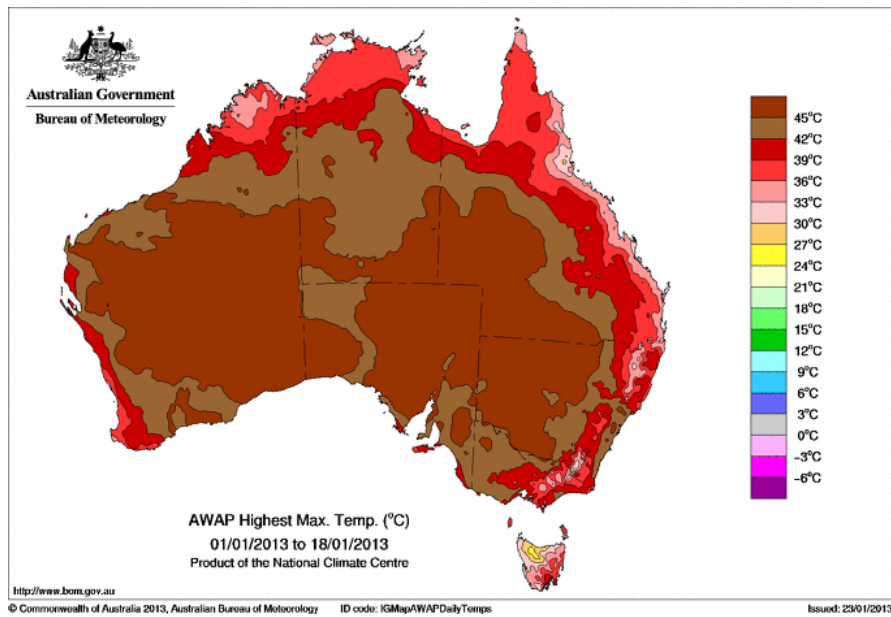 Australian Government
Bureau of Meteorology
45°C
42°C
39°C
36°C
33°C
30°C
27°C
24°C
21°C
18°C
15°C
12°C
9°C
6°C
3°C
0°C
-3°C
-6°C
AWAP Highest Max. Temp. (°C)
01/01/2013 to 18/01/2013
Product of the National Climate Centre
http://www.bom.gov.au
© Commonwealth of Australia 2013, Australian Bureau of Meteorology ID code: IGMapAWAPDailyTemps Issued: 23/01/2013